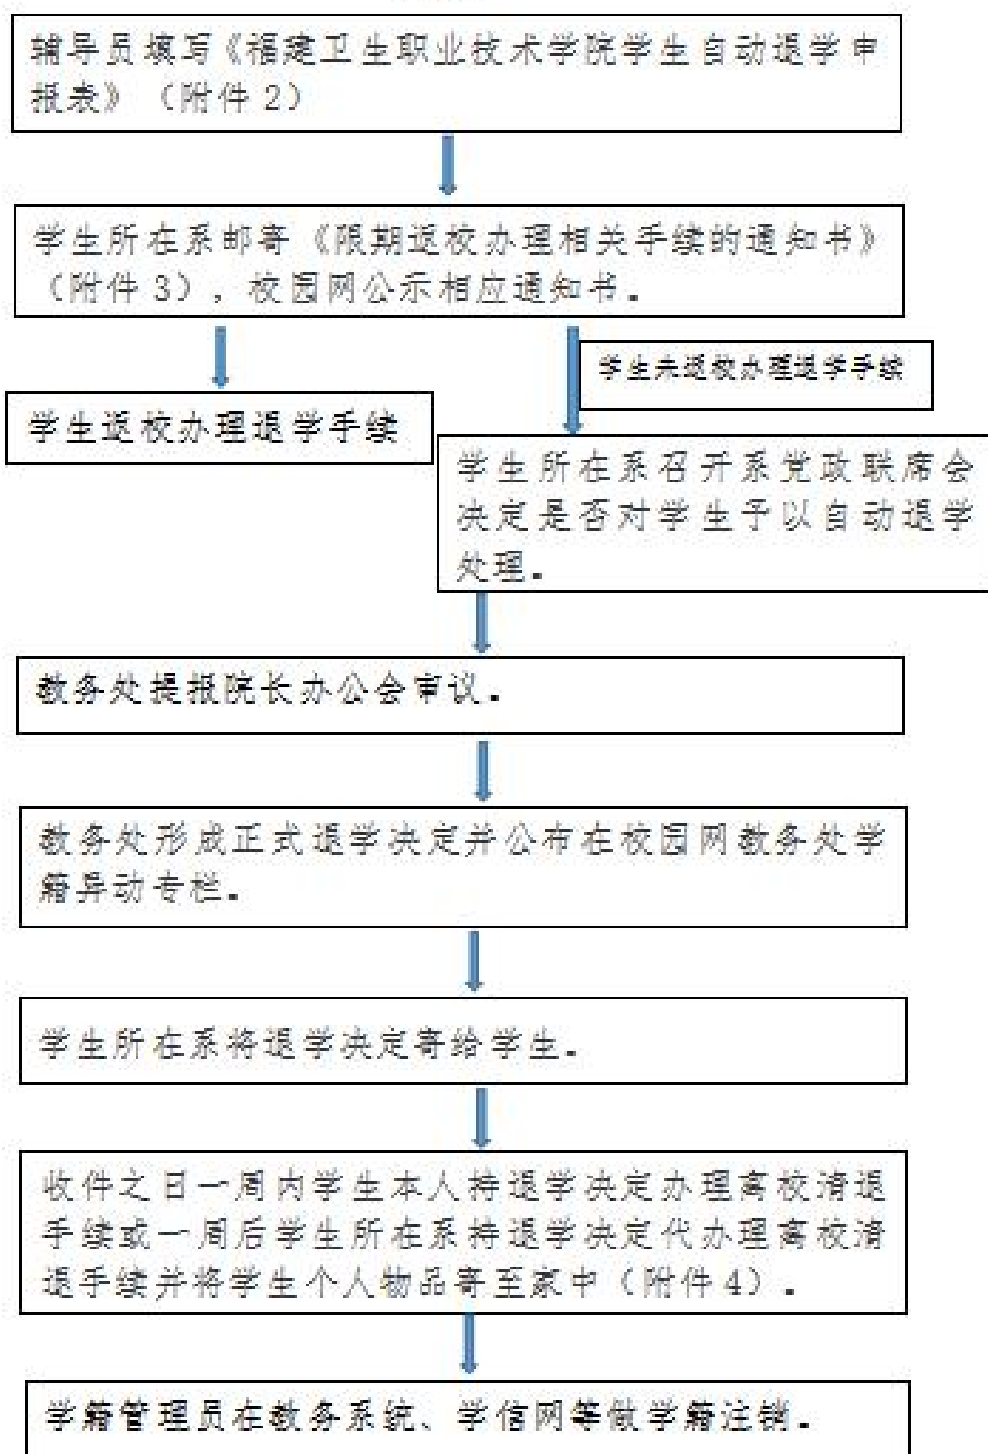 辅导员填写《福建卫生职业技术学院学生自动退学申
报表》（附件2）
学生所在系邮寄《限期返校办理相关手续的通知书》
（附件3），校园网公示相应通知书。
学生未返校办理退学手续
学生返校办理退学手续
学生所在系召开系党政联席会
决定是否对学生予以自动退学
处理。
教务处提报院长办公会审议。
教务处形成正式退学决定并公布在校园网教务处学
籍异动专栏。
学生所在系将退学决定寄给学生。
收件之日一周内学生本人持退学决定办理离校清退
手续或一周后学生所在系持退学决定代办理离校清
退手续并将学生个人物品寄至家中（附件4）。
学籍管理员在教务系统、学信网等做学籍注销。